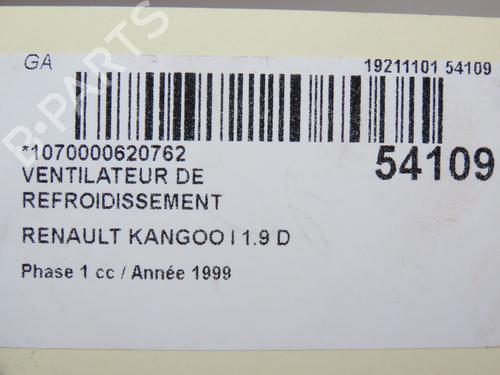 GA 19211101 54109
*1070000620762 54109
VENTILATEUR DE
REFROIDISSEMENT
RENAULT KANGOO I 1.9 D
Phase 1 cc / Année 1999
B-PARTS